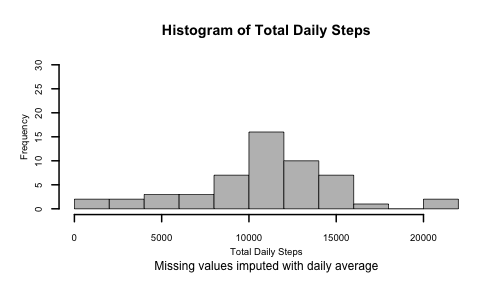 Histogram of Total Daily Steps
Frequency
30
25
20
15
10
5
0
0 5000 10000 15000 20000
Total Daily Steps
Missing values imputed with daily average